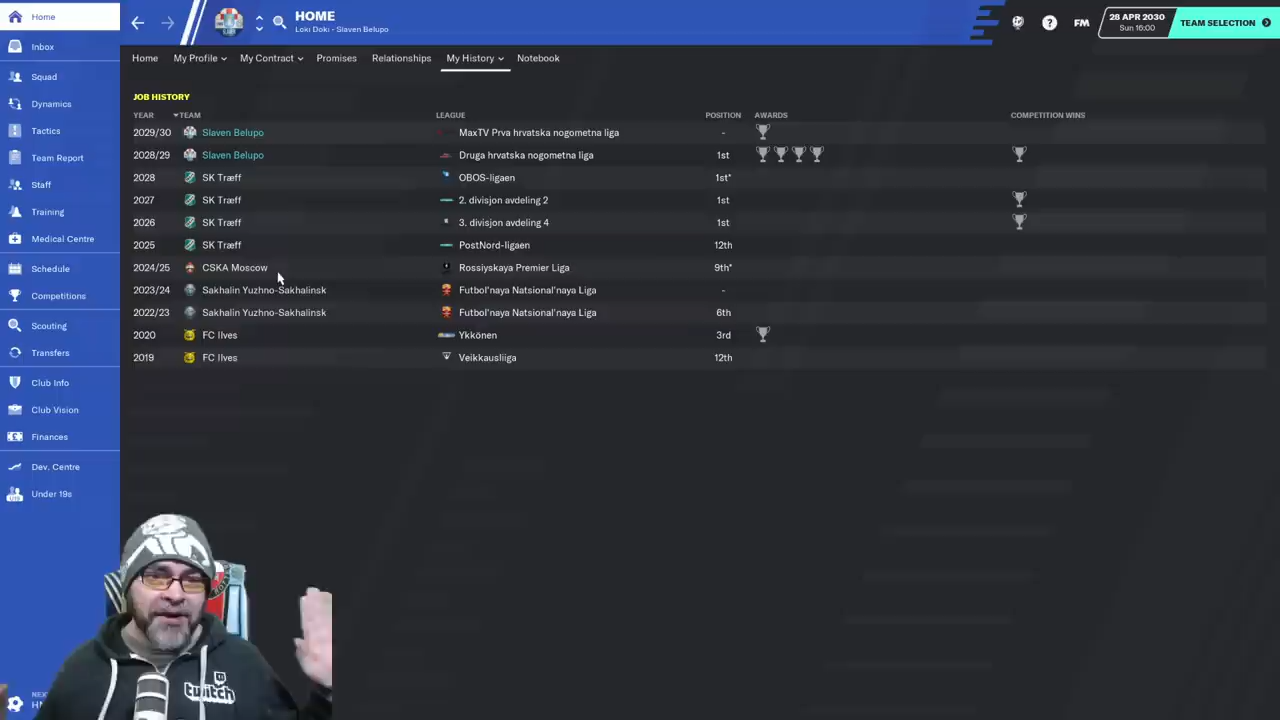 Home
HOME
Loki Doki - Slaven Belupo
FM
28 APR 2030
Sun 16:00
TEAM SELECTION
Inbox
Squad
Dynamics
Tactics
Team Report
Staff
Training
Medical Centre
Schedule
Competitions
Scouting
Transfers
Club Info
Club Vision
Finances
Dev. Centre
Under 19s
Home My Profile My Contract Promises Relationships My History Notebook
JOB HISTORY
YEAR TEAM LEAGUE POSITION AWARDS COMPETITION WINS
2029/30 Slaven Belupo MaxTV Prva hrvatska nogometna liga -
2028/29 Slaven Belupo Druga hrvatska nogometna liga 1st
2028 SK Træff OBOS-ligaen 1st*
2027 SK Træff 2. divisjon avdeling 2 1st
2026 SK Træff 3. divisjon avdeling 4 1st
2025 SK Træff PostNord-ligaen 12th
2024/25 CSKA Moscow Rossiyskaya Premier Liga 9th*
2023/24 Sakhalin Yuzhno-Sakhalinsk Futbol'naya Natsional'naya Liga -
2022/23 Sakhalin Yuzhno-Sakhalinsk Futbol'naya Natsional'naya Liga 6th
2020 FC Ilves Ykkönen 3rd
2019 FC Ilves Veikkausliiga 12th
twitch